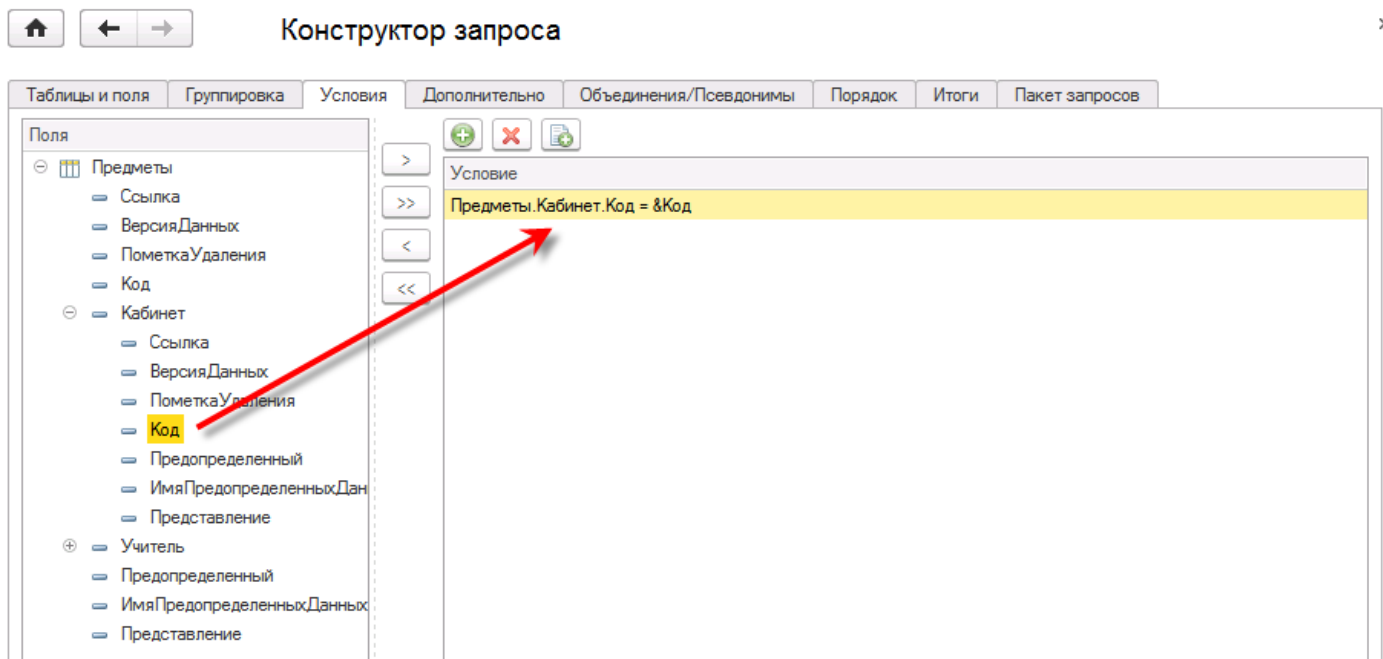 Конструктор запроса
Таблицы и поля Группировка Условия Дополнительно Объединения/Псевдонимы Порядок Итоги Пакет запросов
Поля
Предметы
Ссылка
ВерсияДанных
ПометкаУдаления
Код
Кабинет
Ссылка
ВерсияДанных
ПометкаУдаления
Код
Предопределенный
ИмяПредопределенныхДан
Представление
Учитель
Предопределенный
ИмяПредопределенныхДанных
Представление
>
>>
<
<<
Условие
Предметы.Кабинет.Код = &Код